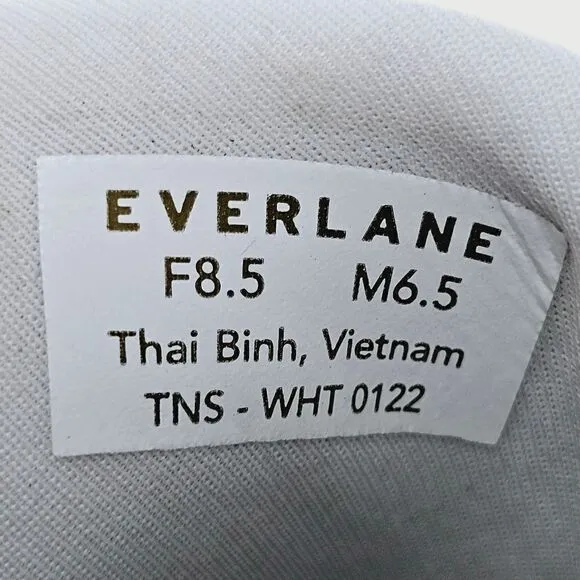 EVERLANE
F8.5 M6.5
Thai Binh, Vietnam
TNS - WHT 0122